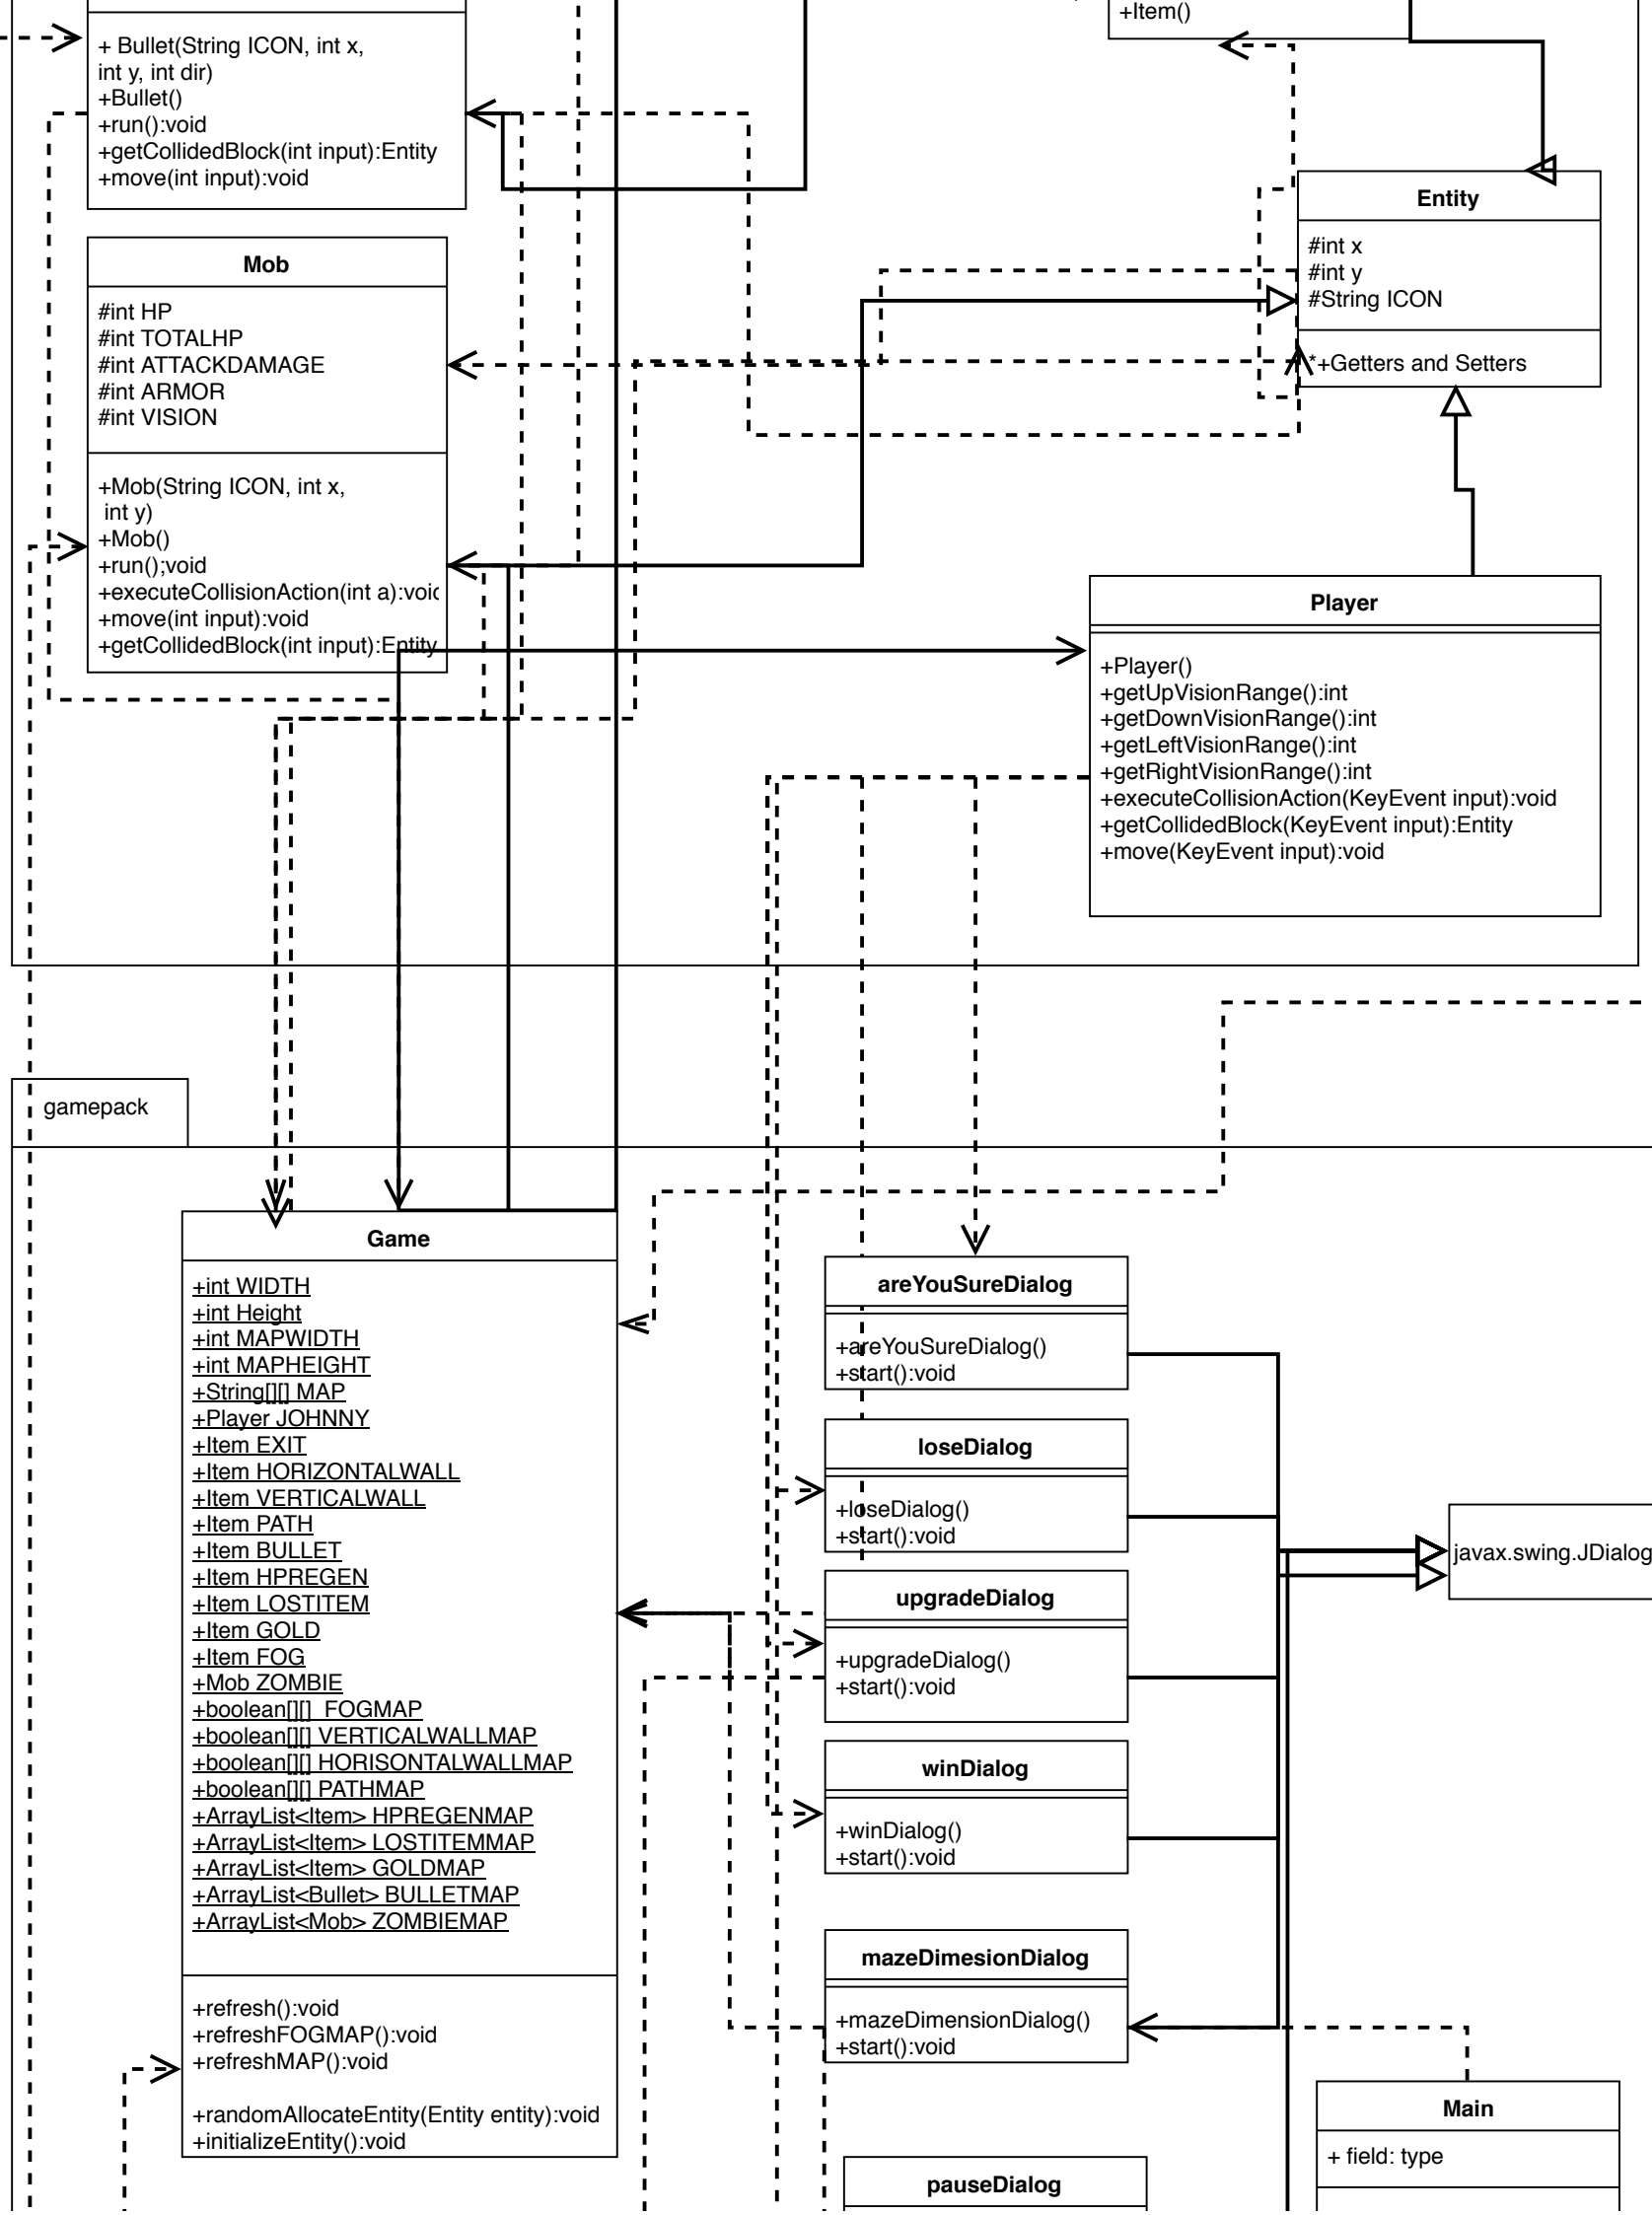 +Item()
+ Bullet(String ICON, int x,
int y, int dir)
+Bullet()
+run():void
+getCollidedBlock(int input):Entity
+move(int input):void
Entity
#int x
#int y
#String ICON
*+Getters and Setters
Mob
#int HP
#int TOTALHP
#int ATTACKDAMAGE
#int ARMOR
#int VISION
+Mob(String ICON, int x,
int y)
+Mob()
+run();void
+executeCollisionAction(int a):voic
+move(int input):void
+getCollidedBlock(int input):Entity
Player
+Player()
+getUpVisionRange():int
+getDownVisionRange():int
+getLeftVisionRange():int
+getRightVisionRange():int
+executeCollisionAction(KeyEvent input):void
+getCollidedBlock(KeyEvent input):Entity
+move(KeyEvent input):void
gamepack
Game
+int WIDTH
+int Height
+int MAPWIDTH
+int MAPHEIGHT
+String[][] MAP
+Player JOHNNY
+Item EXIT
+Item HORIZONTALWALL
+Item VERTICALWALL
+Item PATH
+Item BULLET
+Item HPREGEN
+Item LOSTITEM
+Item GOLD
+Item FOG
+Mob ZOMBIE
+boolean[][] FOGMAP
+boolean[][] VERTICALWALLMAP
+boolean[][] HORISONTALWALLMAP
+boolean[][] PATHMAP
+ArrayList<Item> HPREGENMAP
+ArrayList<Item> LOSTITEMMAP
+ArrayList<Item> GOLDMAP
+ArrayList<Bullet> BULLETMAP
+ArrayList<Mob> ZOMBIEMAP
+refresh():void
+refreshFOGMAP():void
+refreshMAP():void
+randomAllocateEntity(Entity entity):void
+initializeEntity():void
areYouSureDialog
+areYouSureDialog()
+start():void
loseDialog
+loseDialog()
+start():void
javax.swing.JDialog
upgradeDialog
+upgradeDialog()
+start():void
winDialog
+winDialog()
+start():void
mazeDimesionDialog
+mazeDimensionDialog()
+start():void
Main
+ field: type
pauseDialog